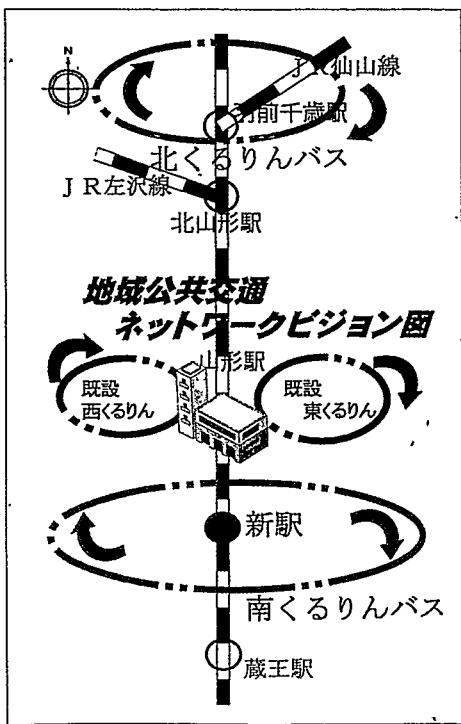 N
JR仙山線
羽前千歳駅
北くるりんバス
JR左沢線
北山形駅
地域公共交通
ネットワークビジョン図
山形駅
既設
西くるりん
既設
東くるりん
新駅
南くるりんバス
蔵王駅